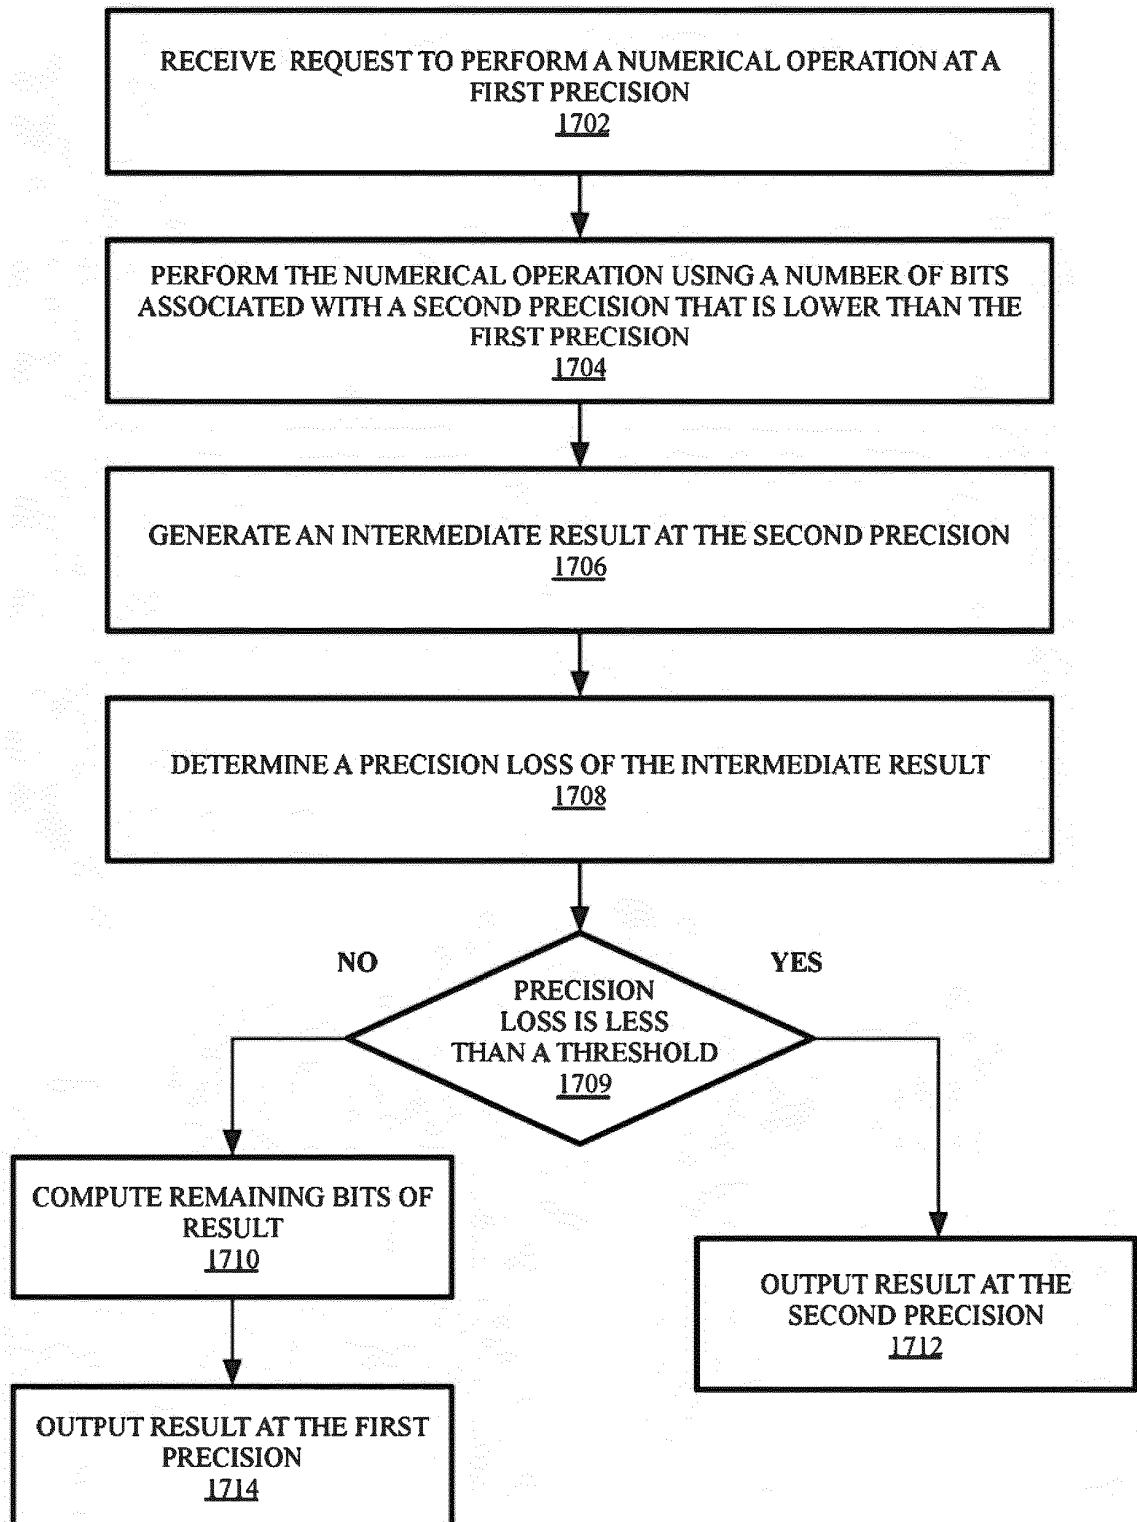 RECEIVE REQUEST TO PERFORM A NUMERICAL OPERATION AT A
FIRST PRECISION
1702
PERFORM THE NUMERICAL OPERATION USING A NUMBER OF BITS
ASSOCIATED WITH A SECOND PRECISION THAT IS LOWER THAN THE
FIRST PRECISION
1704
GENERATE AN INTERMEDIATE RESULT AT THE SECOND PRECISION
1706
DETERMINE A PRECISION LOSS OF THE INTERMEDIATE RESULT
1708
NO
YES
PRECISION
LOSS IS LESS
THAN A THRESHOLD
1709
COMPUTE REMAINING BITS OF
RESULT
1710
OUTPUT RESULT AT THE
SECOND PRECISION
1712
OUTPUT RESULT AT THE FIRST
PRECISION
1714